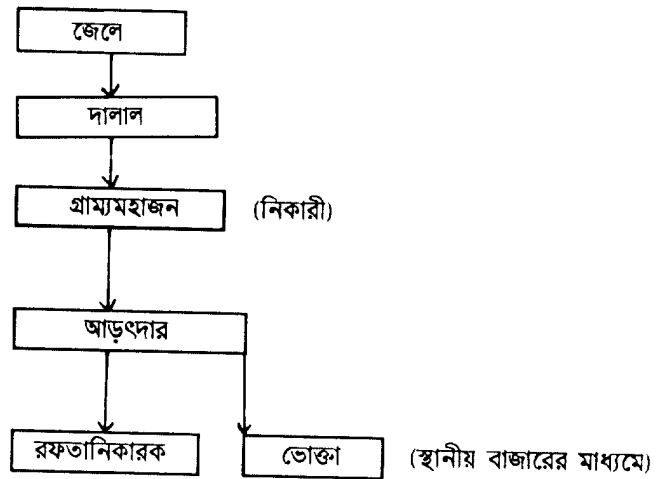 জেলে
দালাল
গ্রাম্যমহাজন (নিকারী)
আড়ৎদার
রফতানিকারক ভোক্তা (স্থানীয় বাজারের মাধ্যমে)